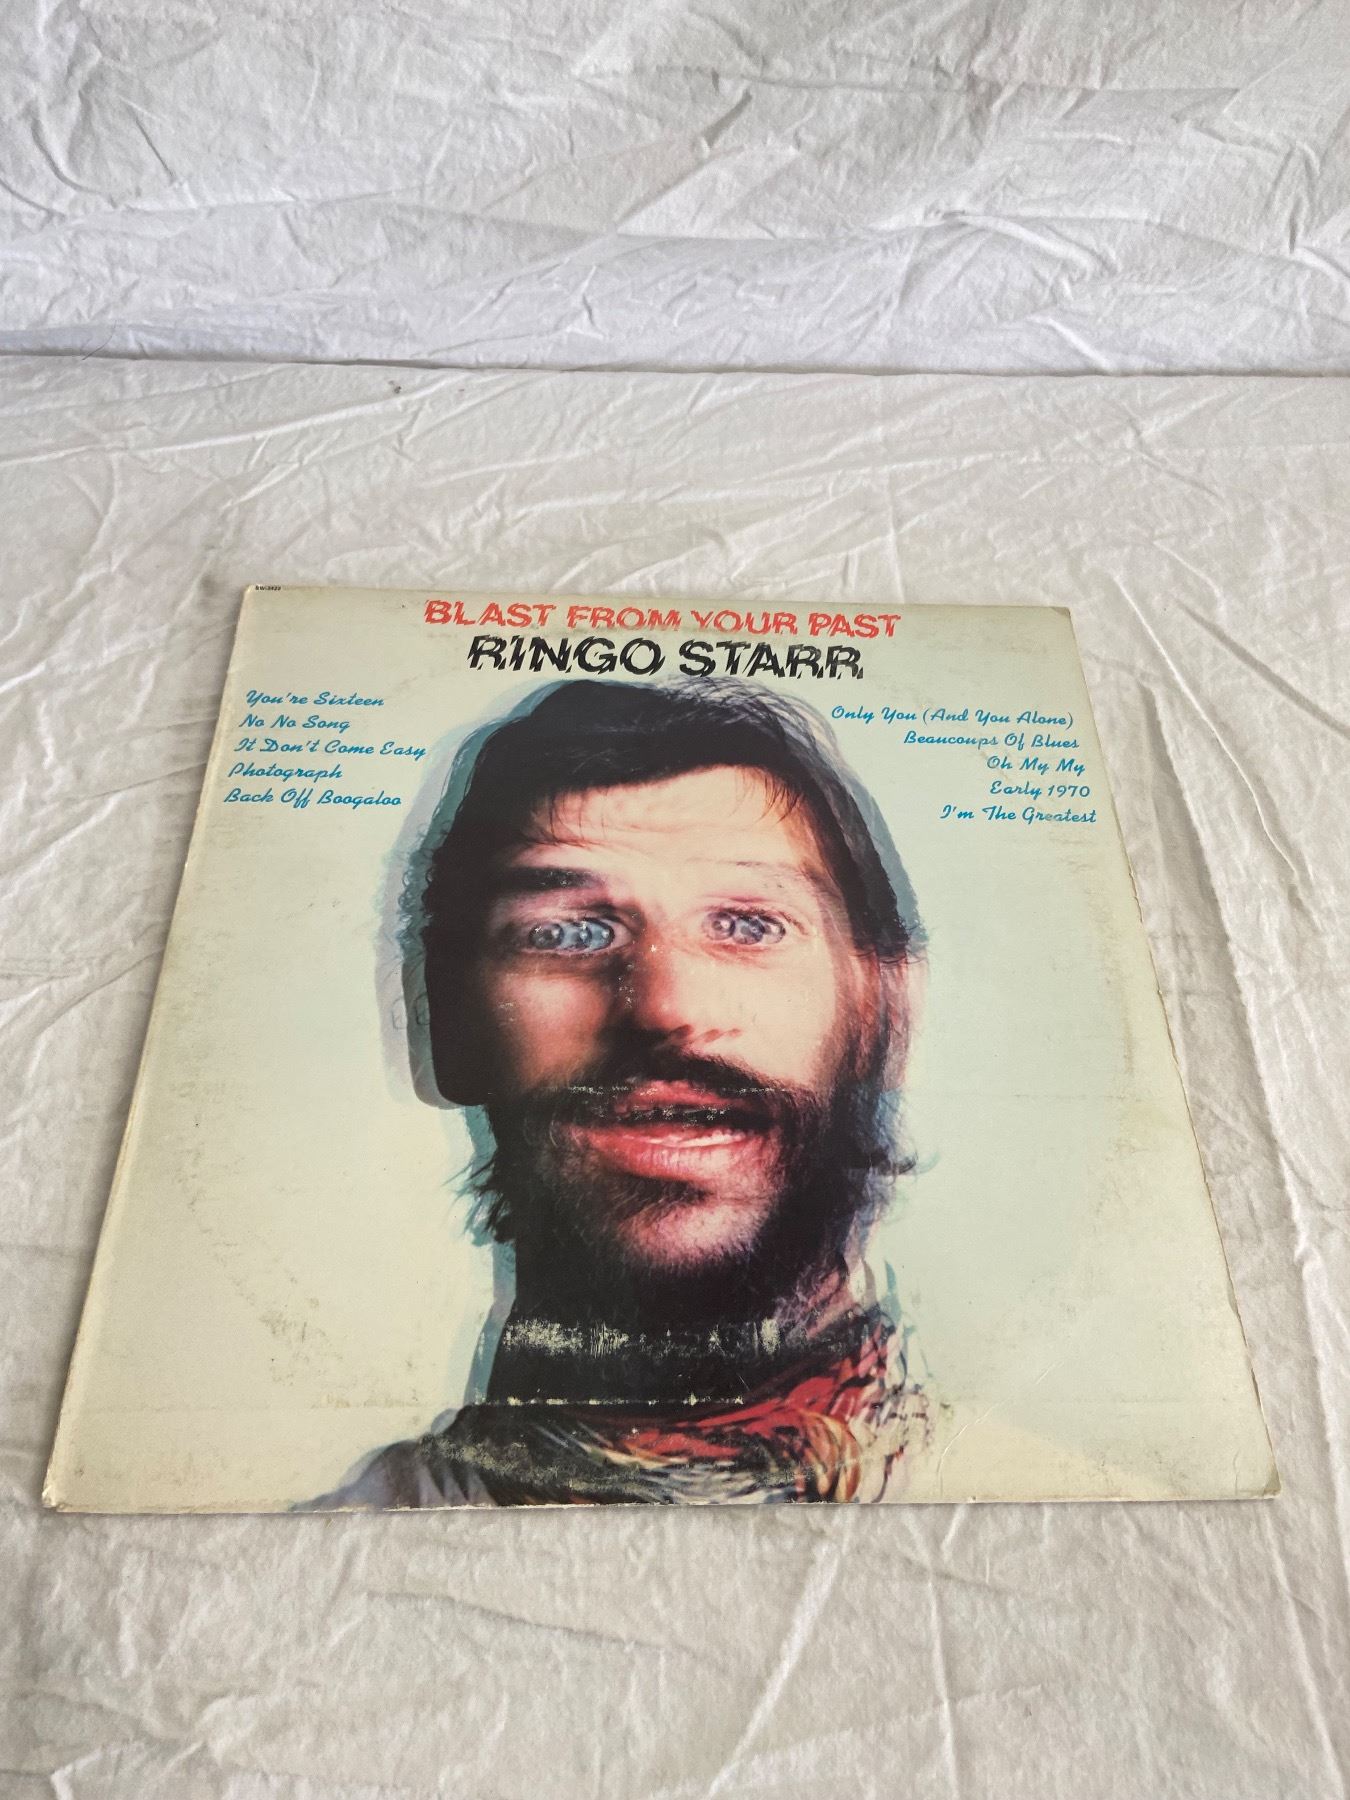 SW-3422
BLAST FROM YOUR PAST
RINGO STARR
You're Sixteen
No No Song
It Don't Come Easy
Photograph
Back Off Boogaloo
Only You (And You Alone)
Beaucoups Of Blues
Oh My My
Early 1970
I'm The Greatest